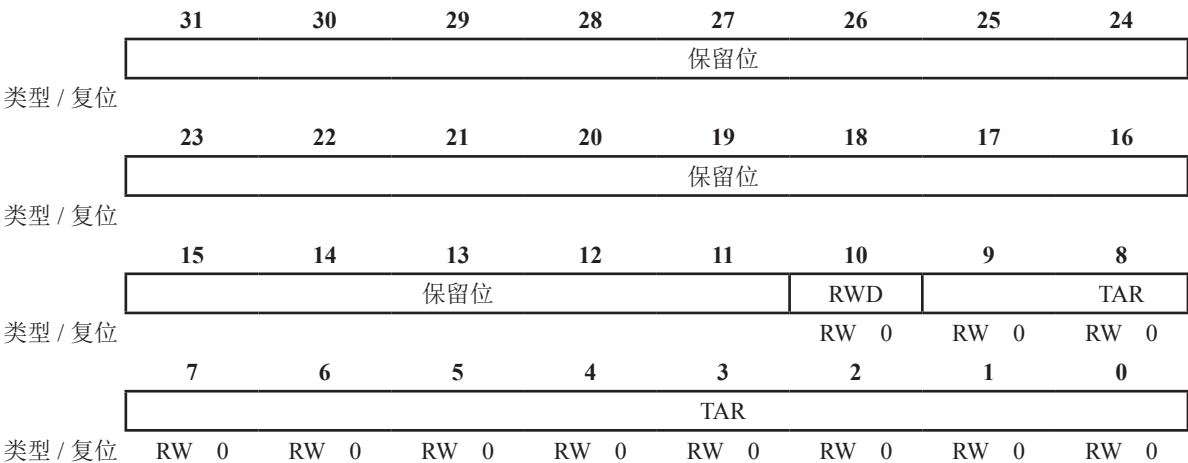 31 30 29 28 27 26 25 24
保留位
类型 / 复位
23 22 21 20 19 18 17 16
保留位
类型 / 复位
15 14 13 12 11 10 9 8
保留位 RWD TAR
类型 / 复位 RW 0 RW 0 RW 0
7 6 5 4 3 2 1 0
TAR
类型 / 复位 RW 0 RW 0 RW 0 RW 0 RW 0 RW 0 RW 0 RW 0